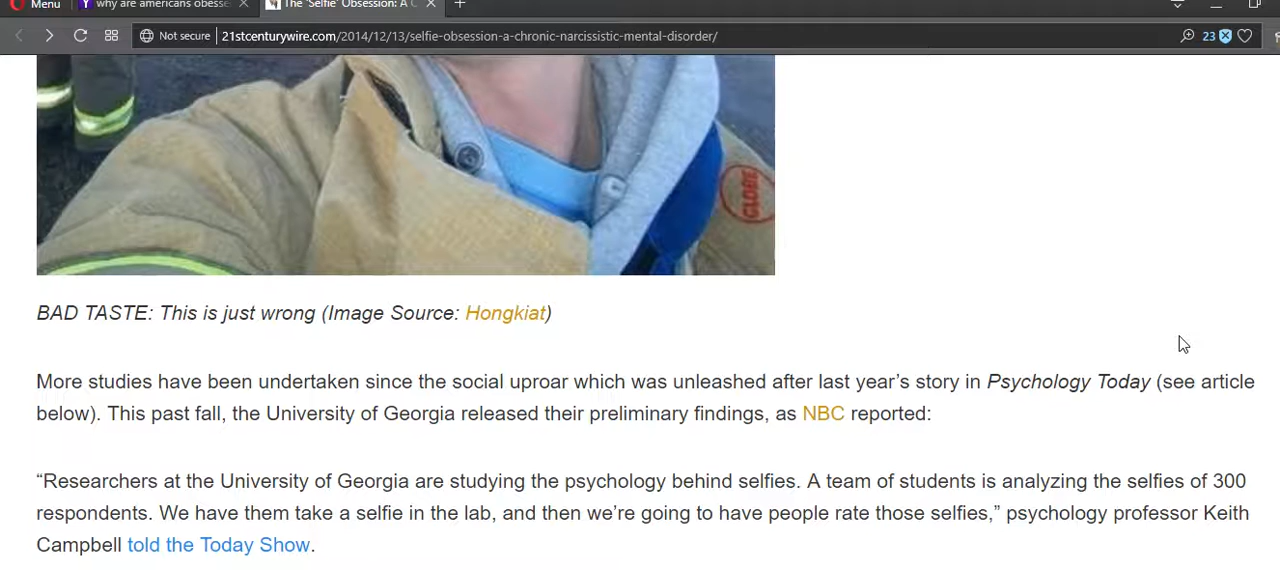 Menu
why are americans obsesse
The 'Selfie' Obsession: A C
Not secure
21stcenturywire.com/2014/12/13/selfie-obsession-a-chronic-narcissistic-mental-disorder/
23
GLOBE
BAD TASTE: This is just wrong (Image Source: Hongkiat)
More studies have been undertaken since the social uproar which was unleashed after last year's story in Psychology Today (see article
below). This past fall, the University of Georgia released their preliminary findings, as NBC reported:
“Researchers at the University of Georgia are studying the psychology behind selfies. A team of students is analyzing the selfies of 300
respondents. We have them take a selfie in the lab, and then we’re going to have people rate those selfies,” psychology professor Keith
Campbell told the Today Show.